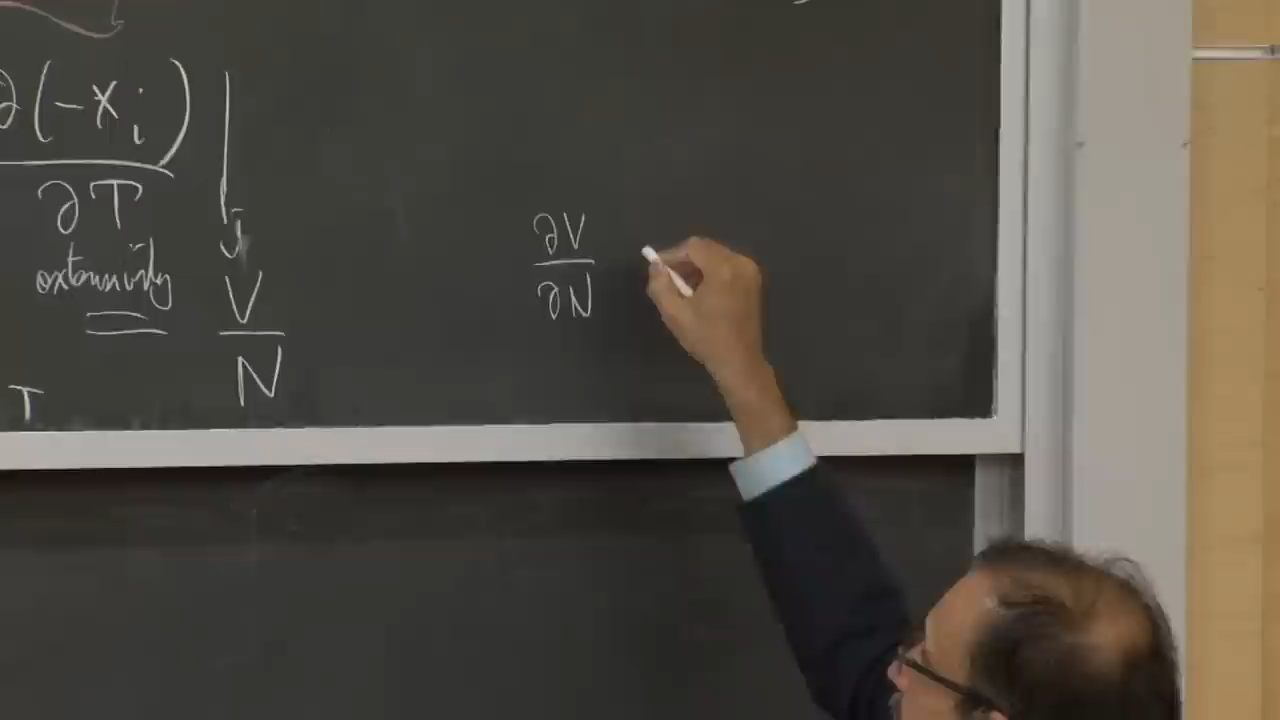 ∂(-x_i) |
∂T
J
extensivity
V
N
T
∂V
∂N